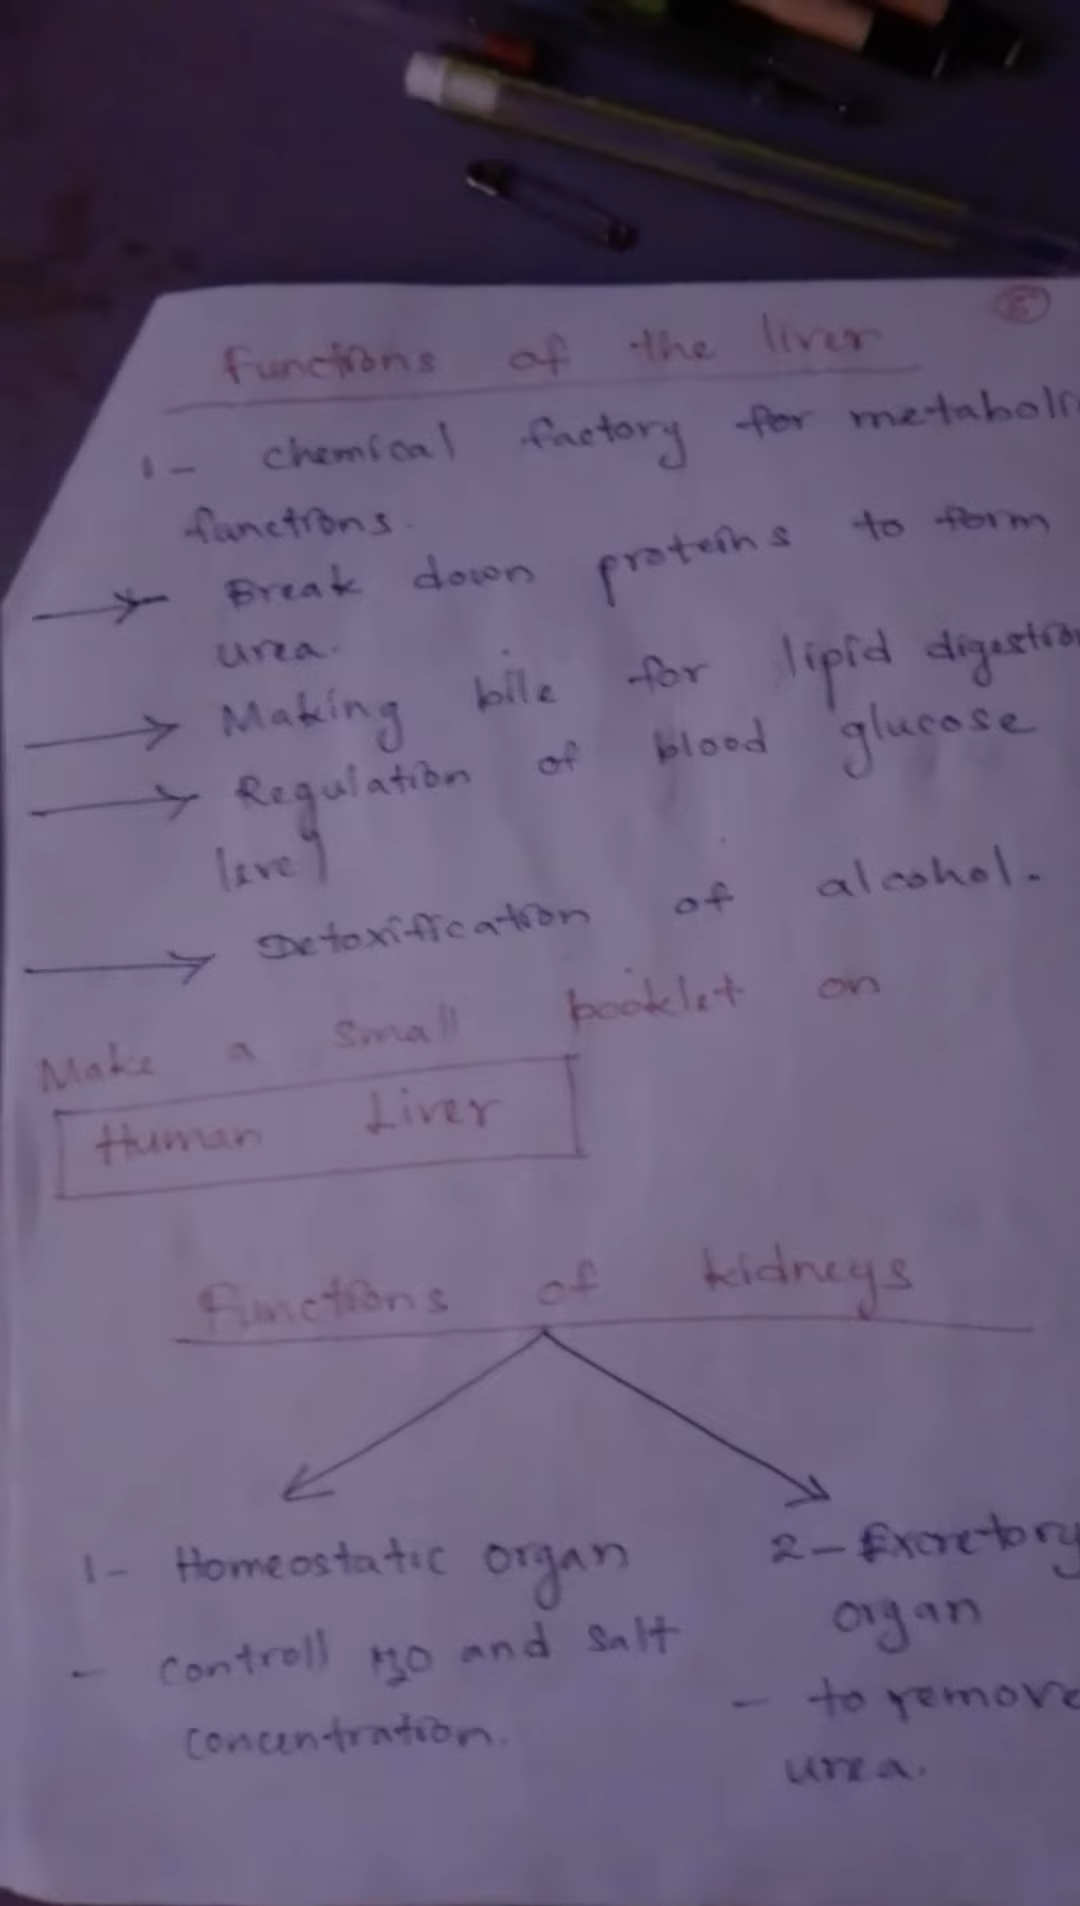 5
Functions of the liver
1 - chemical factory for metaboli
functions.
Break down proteins to form
urea.
Making bile for lipid digestion
Regulation of blood glucose
level
Detoxification of alcohol.
Make a small booklet on
Human Liver
Functions of kidneys
1- Homeostatic organ
- controll H2O and salt
concentration.
2- Excretory
organ
- to remove
urea.